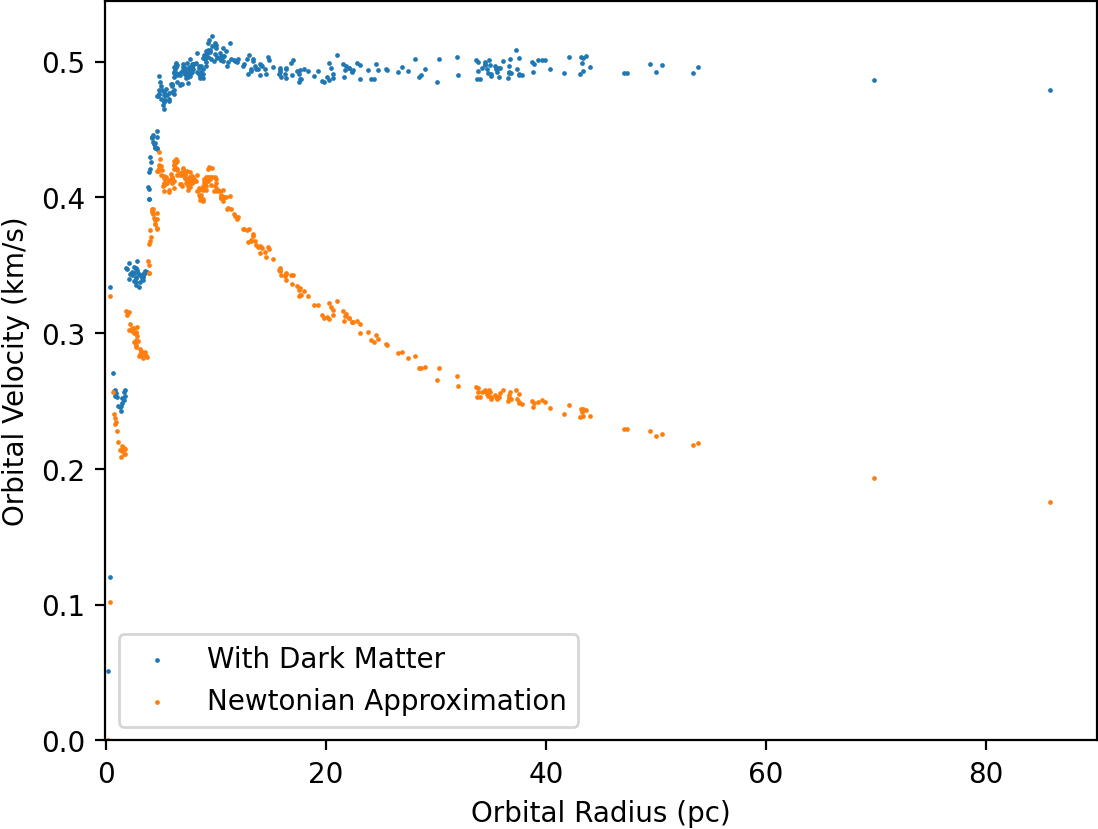 0.5
0.4
0.3
0.2
0.1
0.0
Orbital Velocity (km/s)
With Dark Matter
Newtonian Approximation
0
20
40
60
80
Orbital Radius (pc)